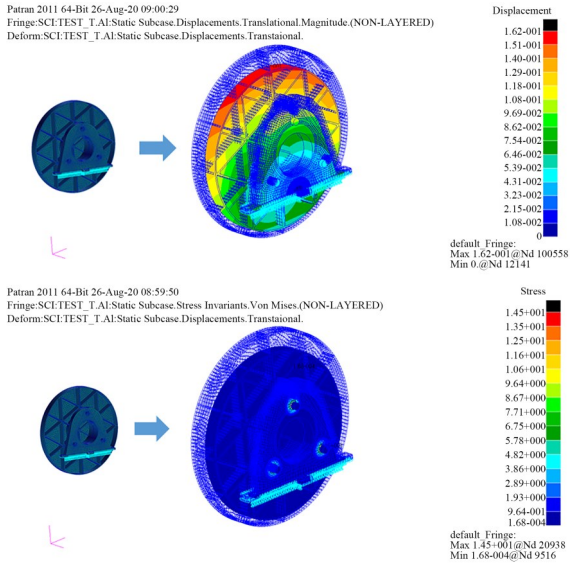 Patran 2011 64-Bit 26-Aug-20 09:00:29
Fringe:SCI:TEST_T.Al:Static Subcase.Displacements.Translational.Magnitude.(NON-LAYERED)
Deform:SCI:TEST_T.Al:Static Subcase.Displacements.Transtaional.
Displacement
1.62-001
1.51-001
1.40-001
1.29-001
1.18-001
1.08-001
9.69-002
8.62-002
7.54-002
6.46-002
5.39-002
4.31-002
3.23-002
2.15-002
1.08-002
0
default_Fringe:
Max 1.62-001@Nd 100558
Min 0.@Nd 12141
Patran 2011 64-Bit 26-Aug-20 08:59:50
Fringe:SCI:TEST_T.Al:Static Subcase.Stress Invariants.Von Mises.(NON-LAYERED)
Deform:SCI:TEST_T.Al:Static Subcase.Displacements.Transtaional.
Stress
1.45+001
1.35+001
1.25+001
1.16+001
1.06+001
9.64+000
8.67+000
7.71+000
6.75+000
5.78+000
4.82+000
3.86+000
2.89+000
1.93+000
9.64-001
1.68-004
default_Fringe:
Max 1.45+001@Nd 20938
Min 1.68-004@Nd 9516